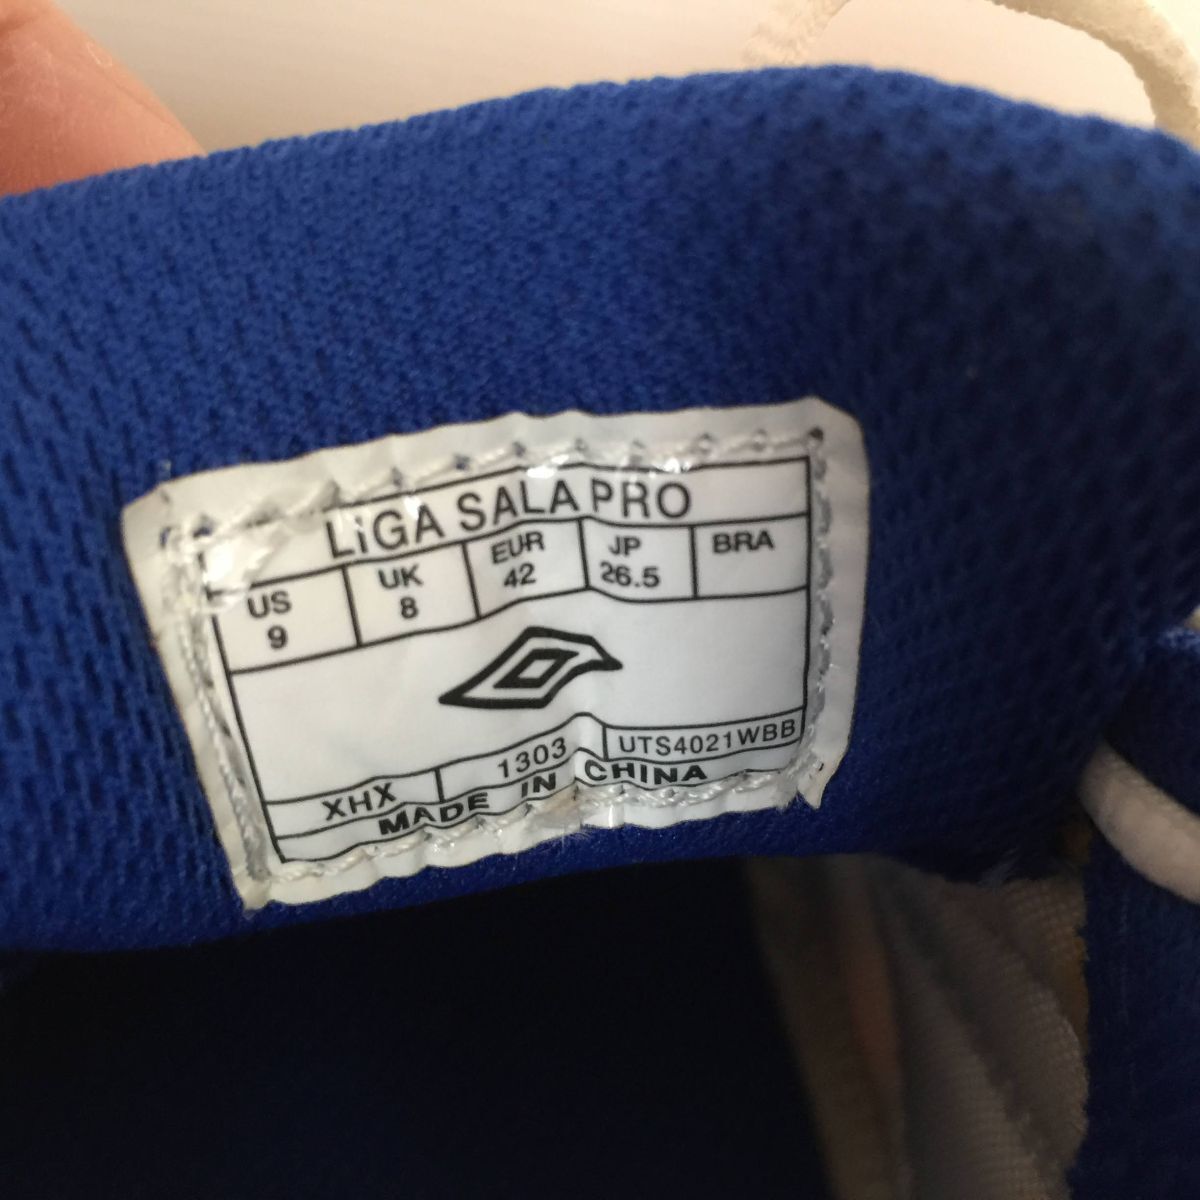 LiGA SALA PRO
US UK EUR JP BRA
9 8 42 26.5
XHX 1303 UTS4021WBB
MADE IN CHINA